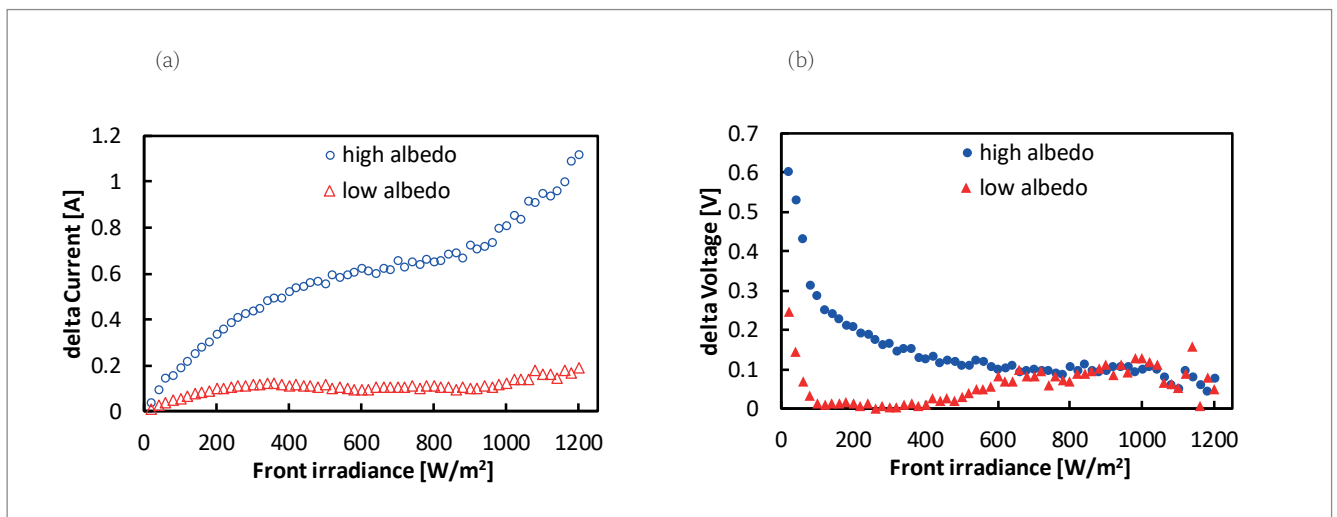 (a)
1.2
1
0.8
0.6
0.4
0.2
0
delta Current [A]
high albedo
low albedo
0 200 400 600 800 1000 1200
Front irradiance [W/m²]
(b)
0.7
0.6
0.5
0.4
0.3
0.2
0.1
0
delta Voltage [V]
high albedo
low albedo
0 200 400 600 800 1000 1200
Front irradiance [W/m²]